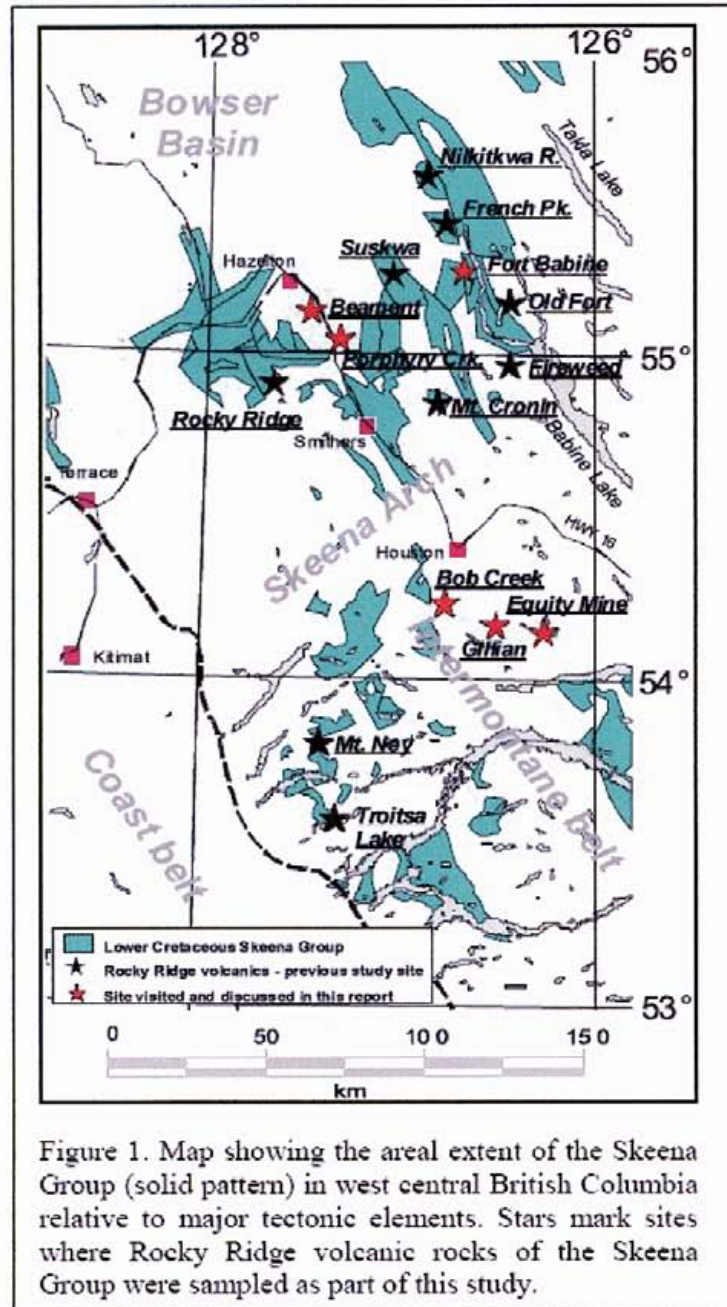 128°
126°
56°
Bowser
Basin
Takla Lake
Nilkitkwa R.
French Pk.
Suskwa
Fort Babine
Hazelton
Old Fort
Beament
Porphyry Crk.
55°
Fireweed
Mt. Cronin
Rocky Ridge
Smithers
Babine Lake
Terrace
Skeena Arch
HWY 16
Houston
Bob Creek
Equity Mine
Gillian
Kitimat
54°
Intermontane belt
Mt. Ney
Coast belt
Troitsa
Lake
Lower Cretaceous Skeena Group
Rocky Ridge volcanics - previous study site
Site visited and discussed in this report
53°
0 50 100 150
km
Figure 1. Map showing the areal extent of the Skeena
Group (solid pattern) in west central British Columbia
relative to major tectonic elements. Stars mark sites
where Rocky Ridge volcanic rocks of the Skeena
Group were sampled as part of this study.